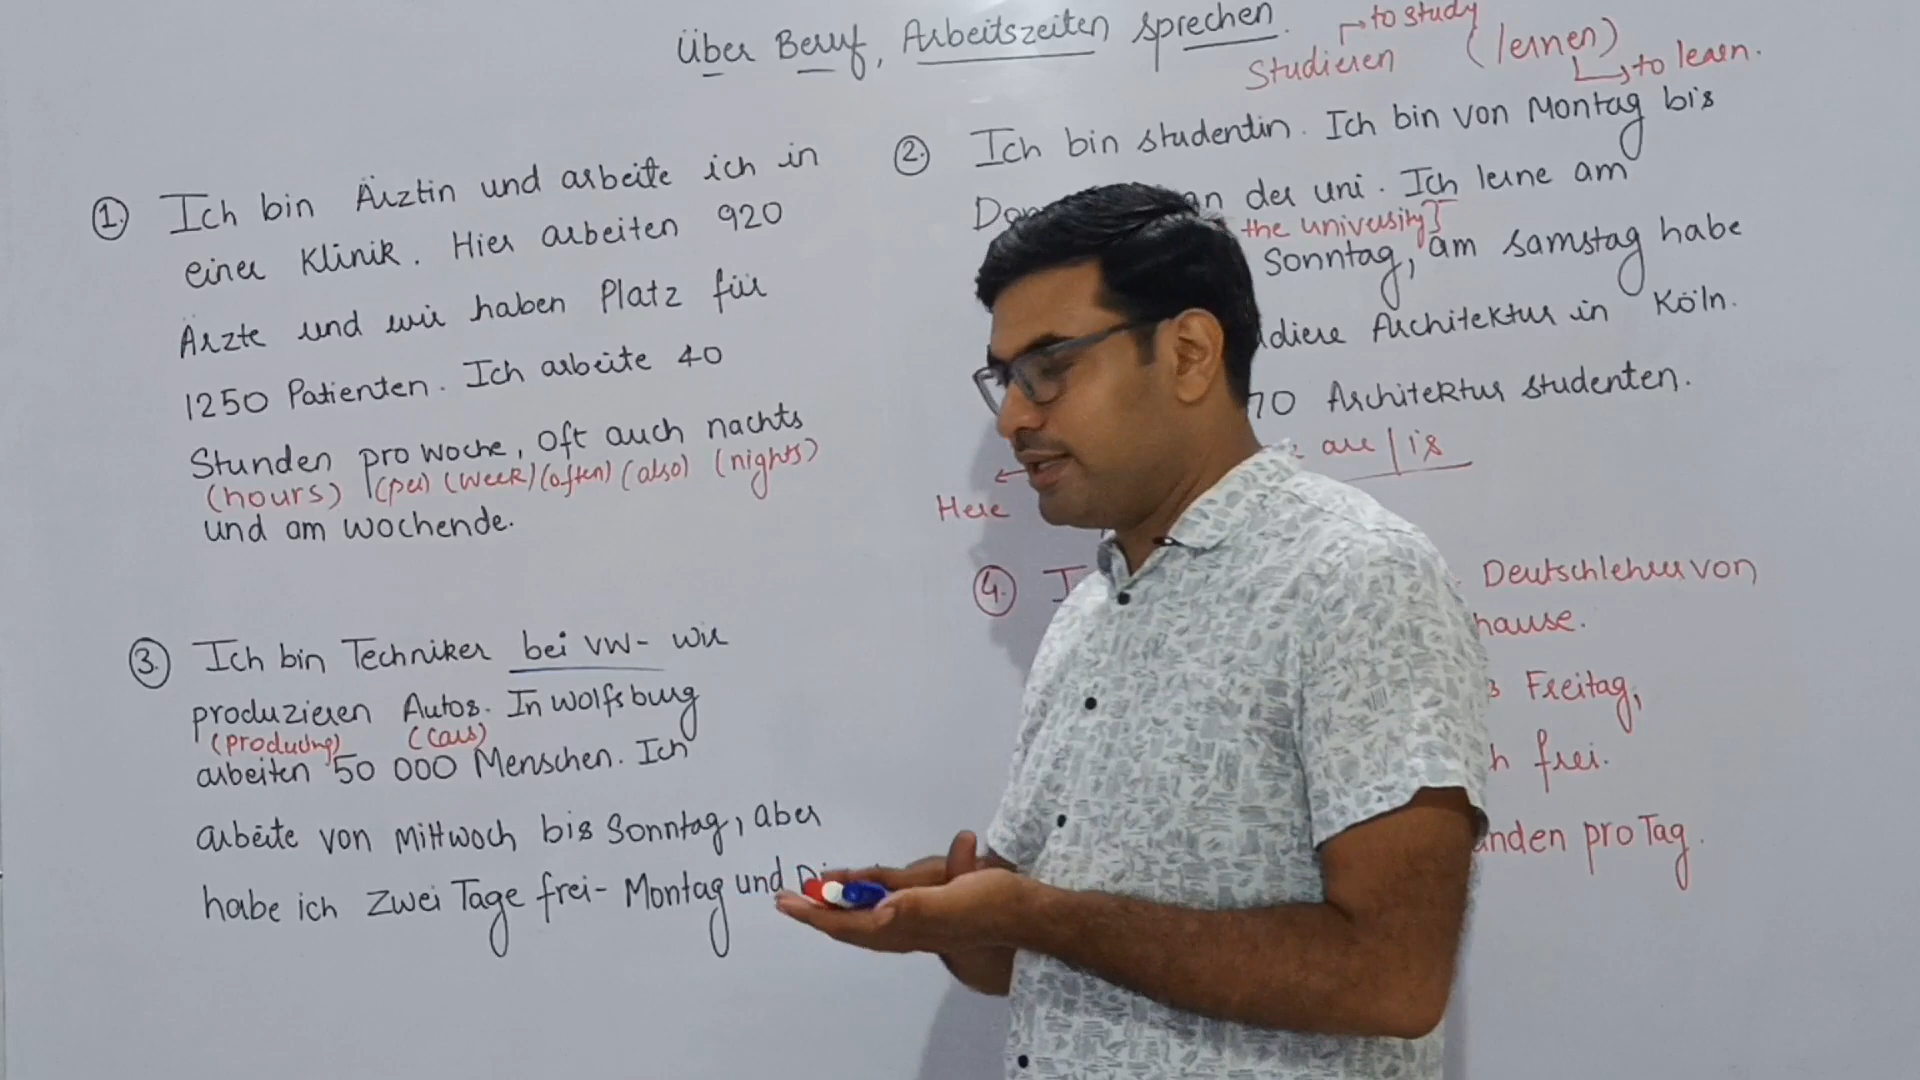 Über Beruf, Arbeitszeiten sprechen.
to study
Studieren (lernen)
to learn.
1. Ich bin Ärztin und arbeite ich in
einer Klinik. Hier arbeiten 920
Ärzte und wir haben Platz für
1250 Patienten. Ich arbeite 40
Stunden pro Woche, oft auch nachts
(hours) (per) (week) (often) (also) (nights)
und am Wochende.
2. Ich bin studentin. Ich bin von Montag bis
an der uni. Ich lerne am
the university]
Sonntag, am Samstag habe
Architektur in Köln.
70 Architektur studenten.
are / is
Here
3. Ich bin Techniker bei VW- wir
produzieren Autos. In Wolfsburg
(producing) (cars)
arbeiten 50 000 Menschen. Ich
arbeite von Mittwoch bis Sonntag, aber
habe ich zwei Tage frei- Montag und
4. Deutschlehrer von
hause.
Freitag,
frei.
pro Tag.